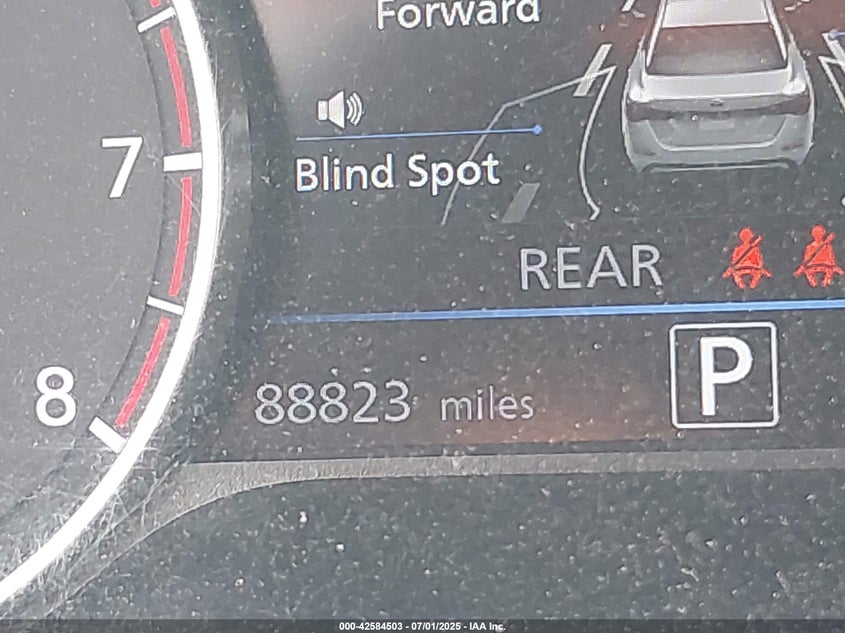 Forward
7
Blind Spot
REAR
8
88823 miles
P
000-42584503 - 07/01/2025 - IAA Inc.